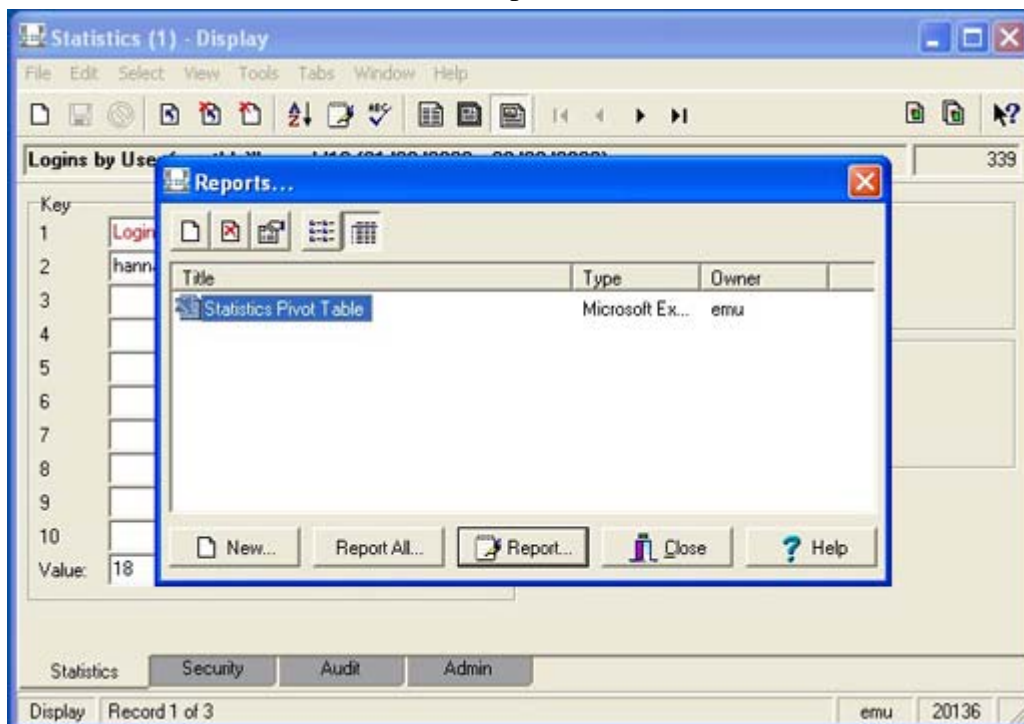 Statistics (1) - Display
File Edit Select View Tools Tabs Window Help
Logins by Use
339
Reports...
Key
1 Login
2 hann
3
4
5
6
7
8
9
10
Value: 18
Title Type Owner
Statistics Pivot Table Microsoft Ex... emu
New... Report All... Report... Close Help
Statistics Security Audit Admin
Display Record 1 of 3 emu 20136